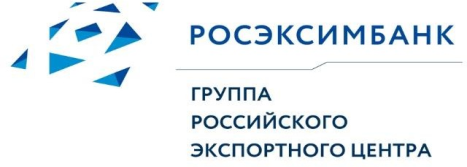 РОСЭКСИМБАНК
ГРУППА
РОССИЙСКОГО
ЭКСПОРТНОГО ЦЕНТРА